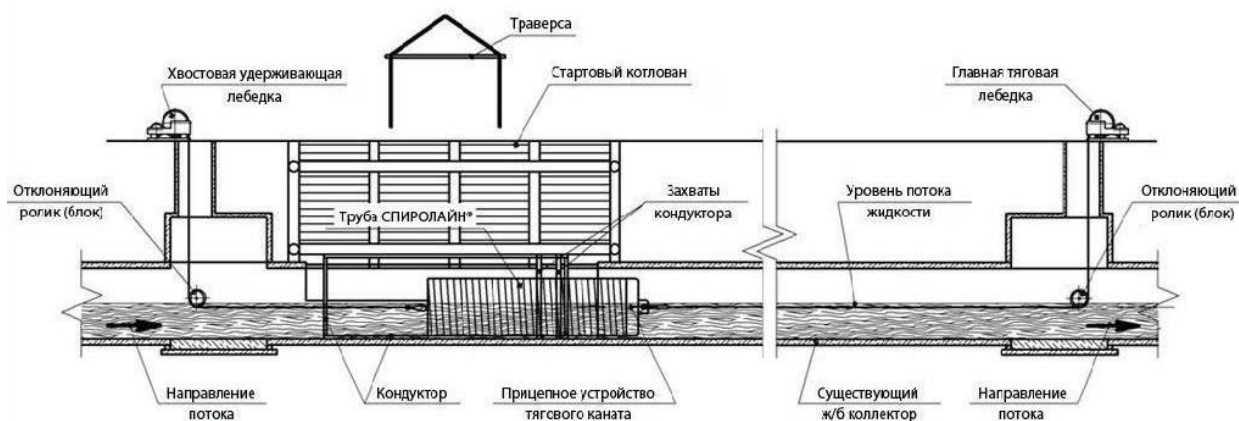 Траверса
Хвостовая удерживающая
лебедка
Стартовый котлован
Главная тяговая
лебедка
Отклоняющий
ролик (блок)
Труба СПИРОЛАЙН®
Захваты
кондуктора
Уровень потока
жидкости
Отклоняющий
ролик (блок)
Направление
потока
Кондуктор
Прицепное устройство
тягового каната
Существующий
ж/б коллектор
Направление
потока